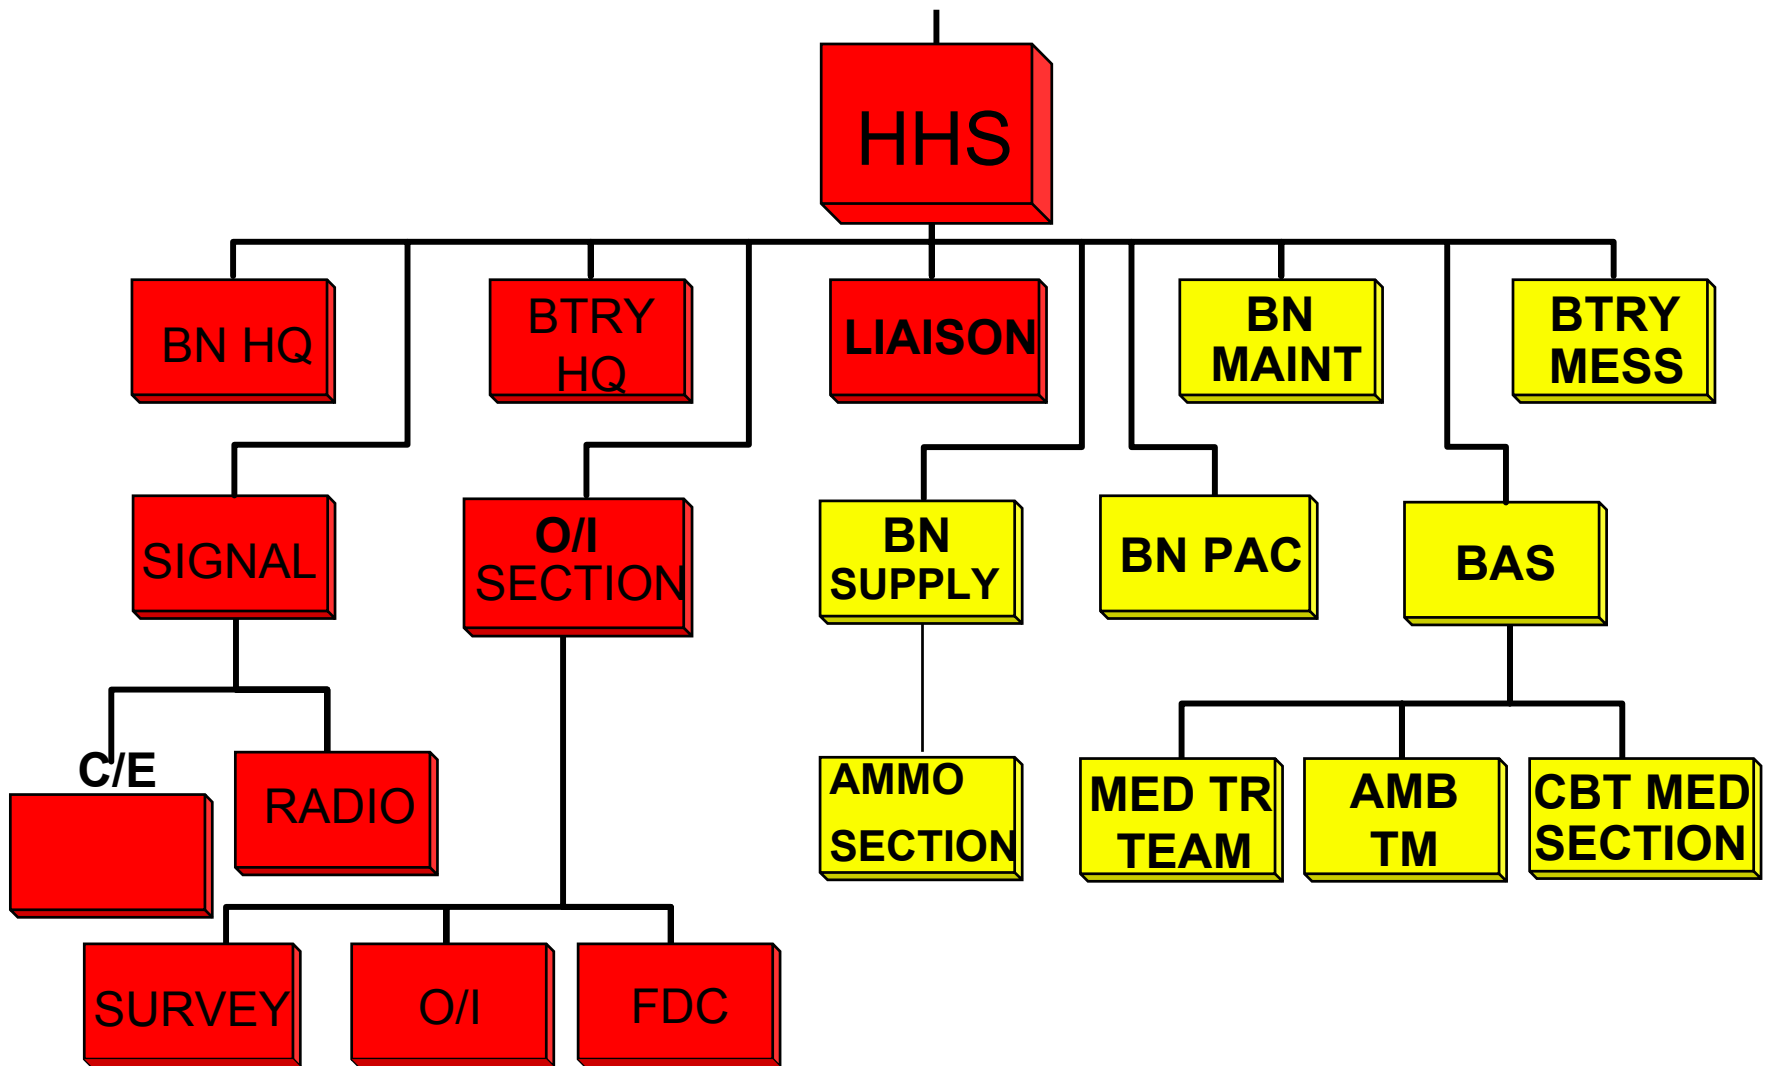 HHS
BN HQ
BTRY
HQ
LIAISON
BN
MAINT
BTRY
MESS
SIGNAL
O/I
SECTION
BN
SUPPLY
BN PAC
BAS
C/E
RADIO
AMMO
SECTION
MED TR
TEAM
AMB
TM
CBT MED
SECTION
SURVEY
O/I
FDC